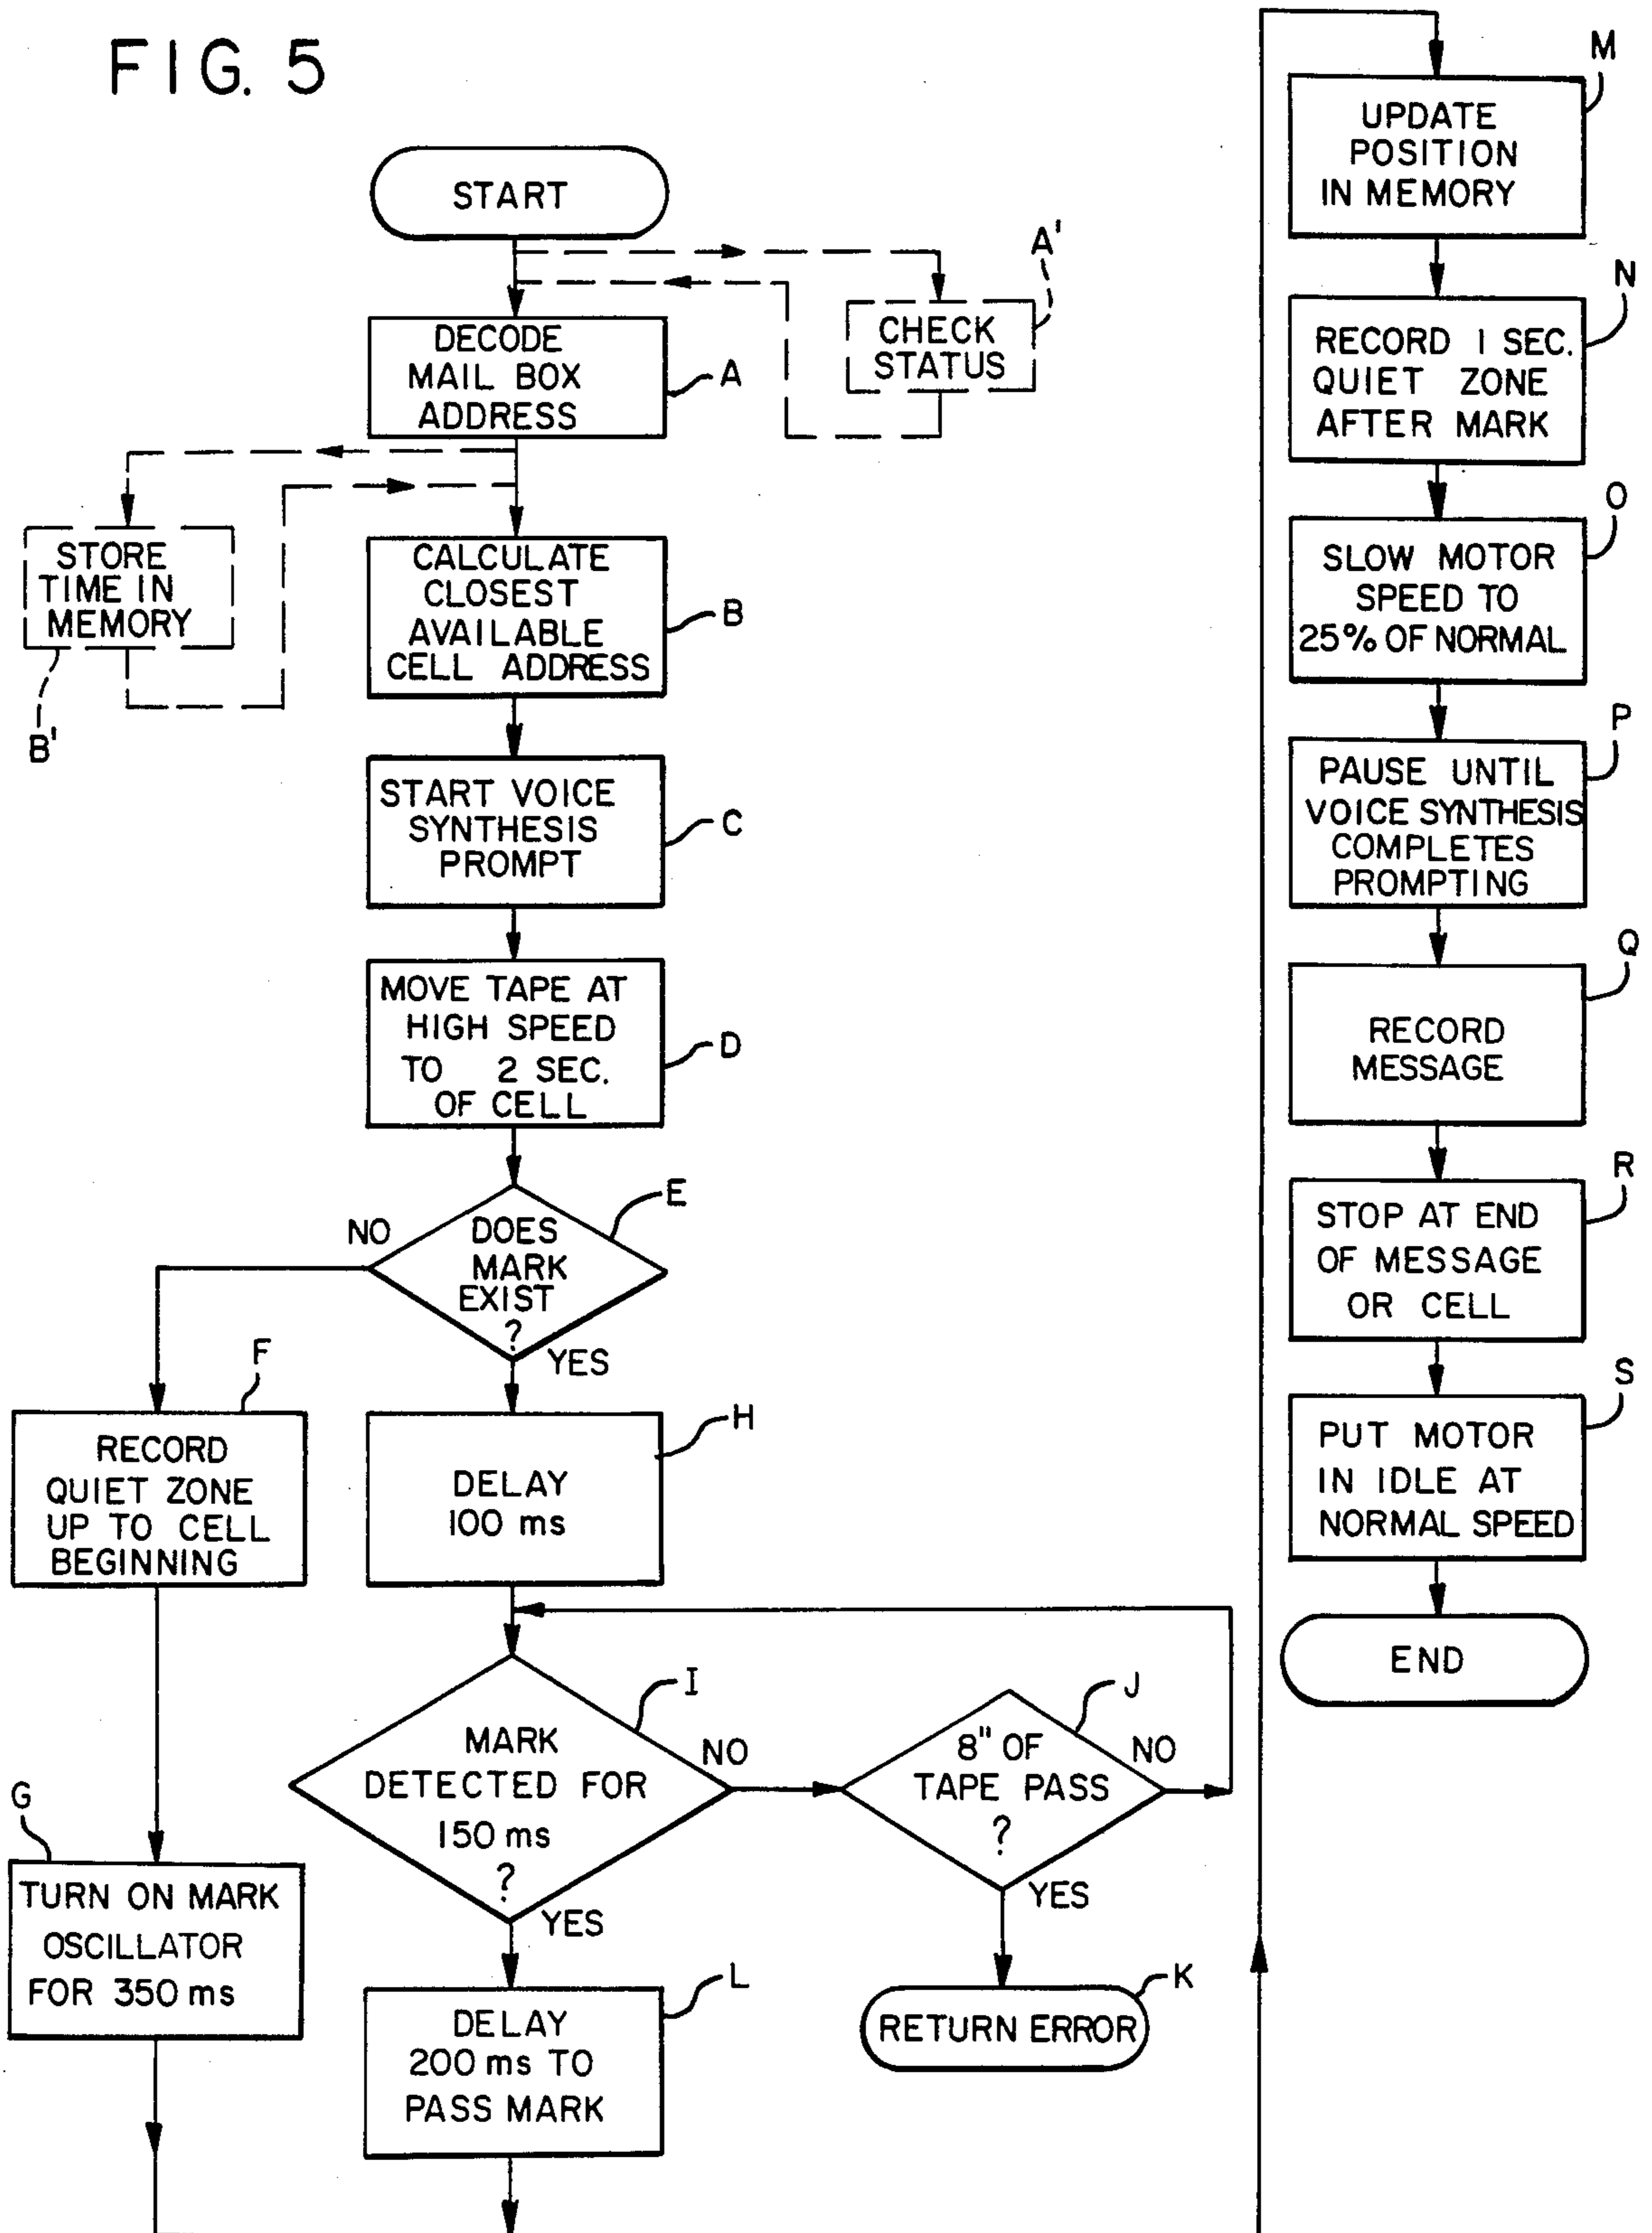 FIG. 5
START
A'
CHECK
STATUS
DECODE
MAIL BOX
ADDRESS
A
STORE
TIME IN
MEMORY
B'
CALCULATE
CLOSEST
AVAILABLE
CELL ADDRESS
B
START VOICE
SYNTHESIS
PROMPT
C
MOVE TAPE AT
HIGH SPEED
TO 2 SEC.
OF CELL
D
DOES
MARK
EXIST
?
E
NO
YES
F
RECORD
QUIET ZONE
UP TO CELL
BEGINNING
H
DELAY
100 ms
G
TURN ON MARK
OSCILLATOR
FOR 350 ms
I
MARK
DETECTED FOR
150 ms
?
NO
YES
J
8" OF
TAPE PASS
?
NO
YES
K
RETURN ERROR
L
DELAY
200 ms TO
PASS MARK
M
UPDATE
POSITION
IN MEMORY
N
RECORD 1 SEC.
QUIET ZONE
AFTER MARK
O
SLOW MOTOR
SPEED TO
25% OF NORMAL
P
PAUSE UNTIL
VOICE SYNTHESIS
COMPLETES
PROMPTING
Q
RECORD
MESSAGE
R
STOP AT END
OF MESSAGE
OR CELL
S
PUT MOTOR
IN IDLE AT
NORMAL SPEED
END